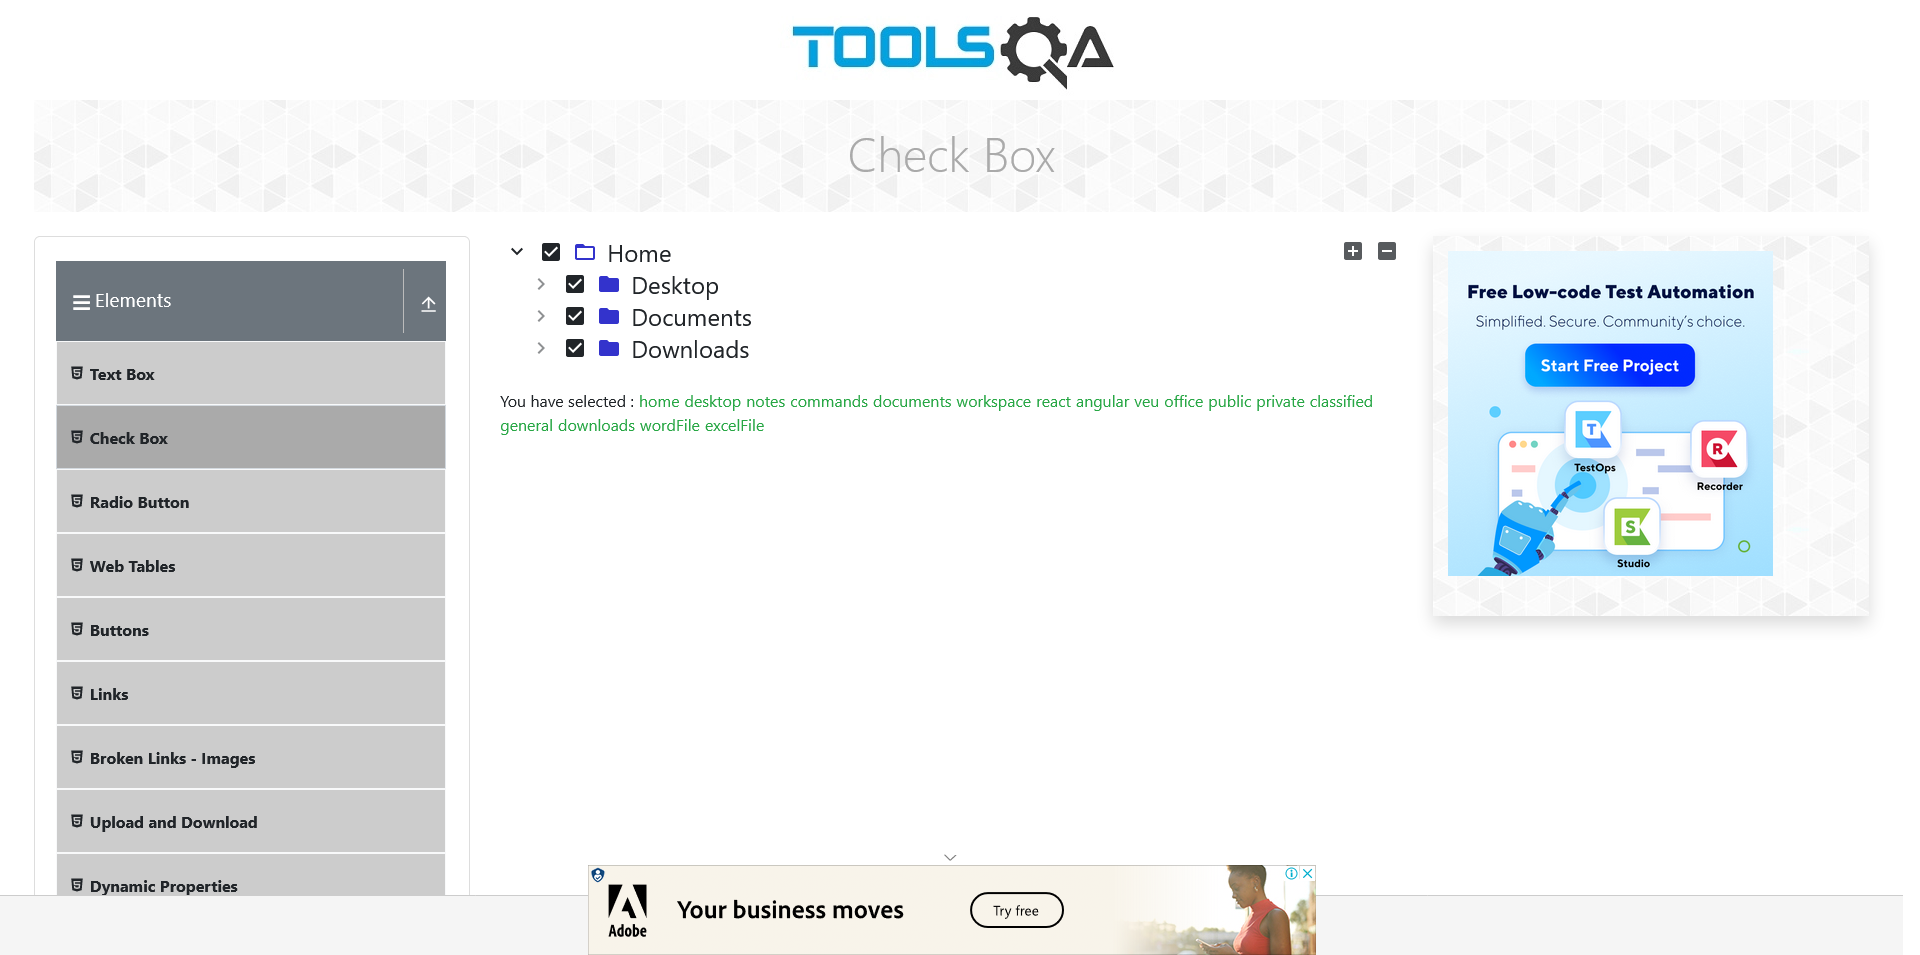 TOOLSQA
Check Box
Elements
Text Box
Check Box
Radio Button
Web Tables
Buttons
Links
Broken Links - Images
Upload and Download
Dynamic Properties
Home
Desktop
Documents
Downloads
You have selected : home desktop notes commands documents workspace react angular veu office public private classified
general downloads wordFile excelFile
Free Low-code Test Automation
Simplified. Secure. Community's choice.
Start Free Project
T
TestOps
R
Recorder
S
Studio
Adobe
Your business moves
Try free